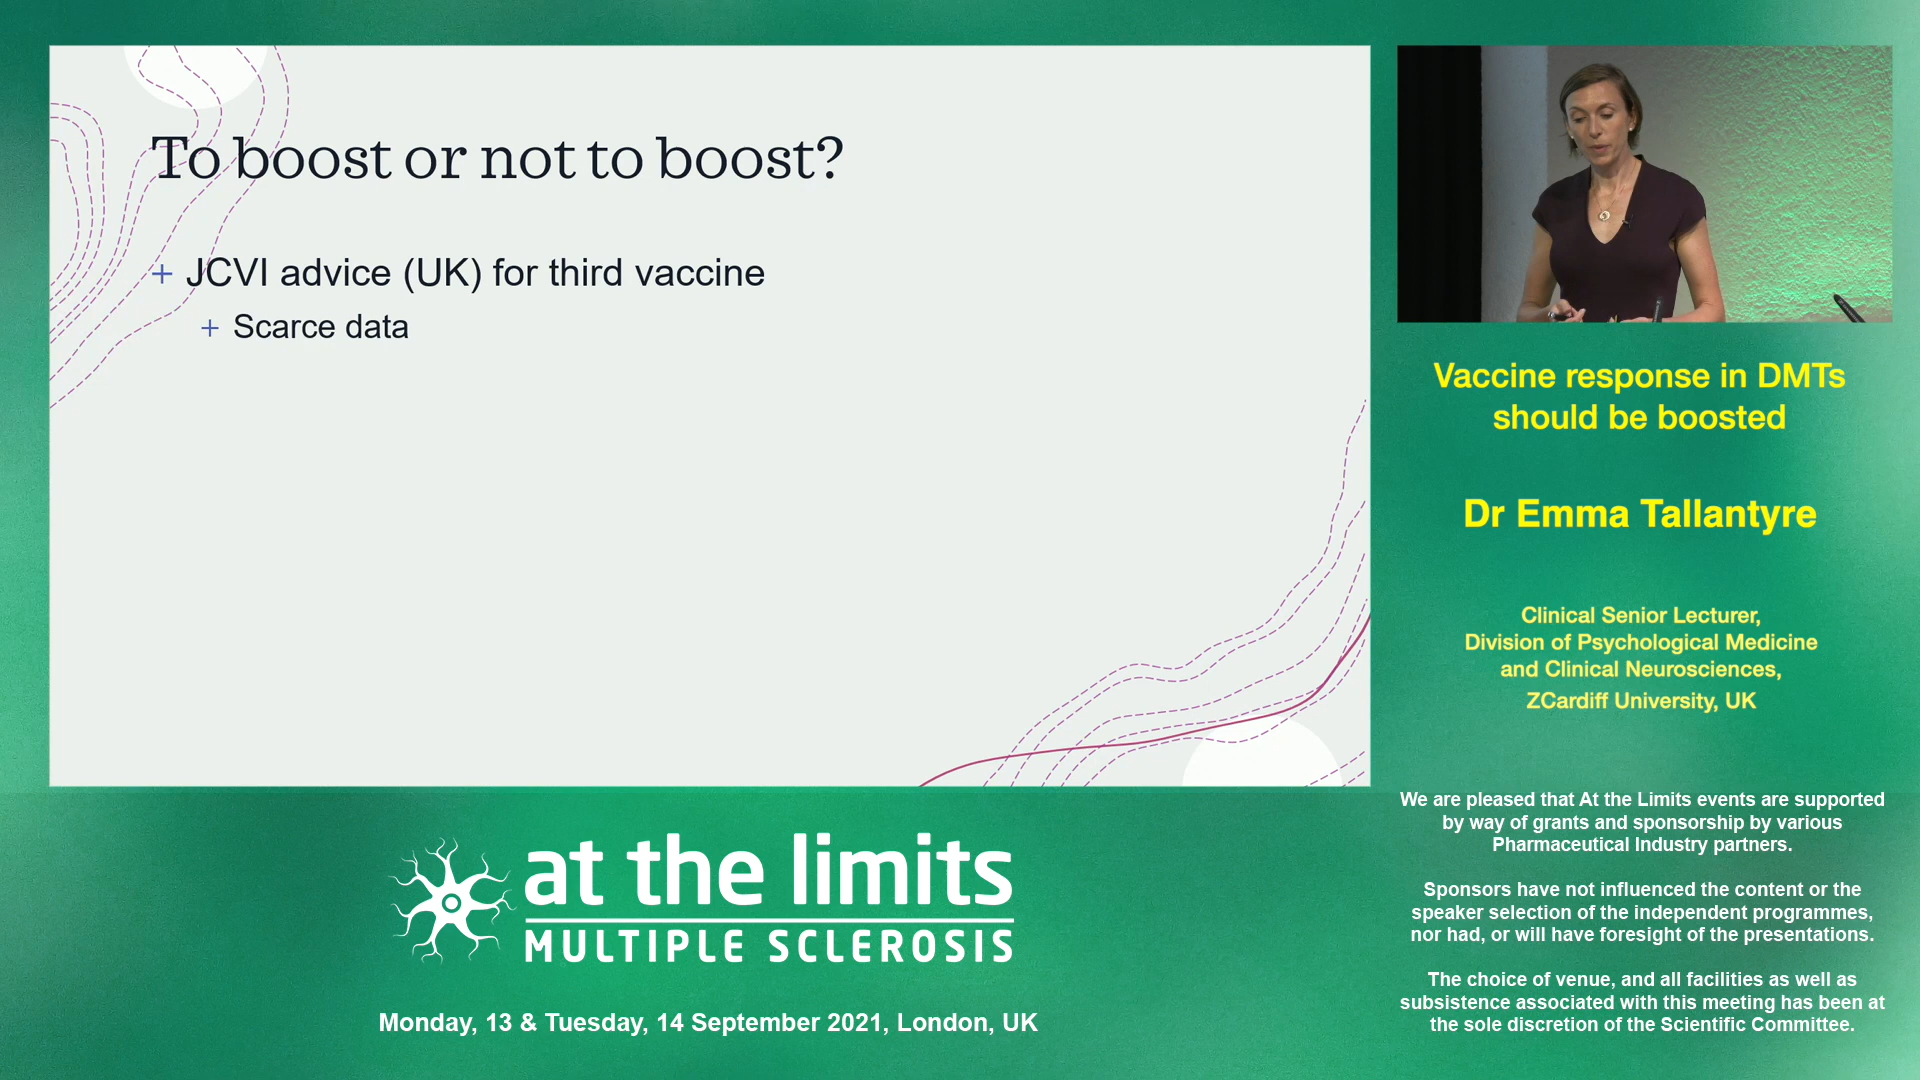 To boost or not to boost?
+ JCVI advice (UK) for third vaccine
+ Scarce data
Vaccine response in DMTs
should be boosted
Dr Emma Tallantyre
Clinical Senior Lecturer,
Division of Psychological Medicine
and Clinical Neurosciences,
ZCardiff University, UK
We are pleased that At the Limits events are supported
by way of grants and sponsorship by various
Pharmaceutical Industry partners.
Sponsors have not influenced the content or the
speaker selection of the independent programmes,
nor had, or will have foresight of the presentations.
The choice of venue, and all facilities as well as
subsistence associated with this meeting has been at
the sole discretion of the Scientific Committee.
at the limits
MULTIPLE SCLEROSIS
Monday, 13 & Tuesday, 14 September 2021, London, UK